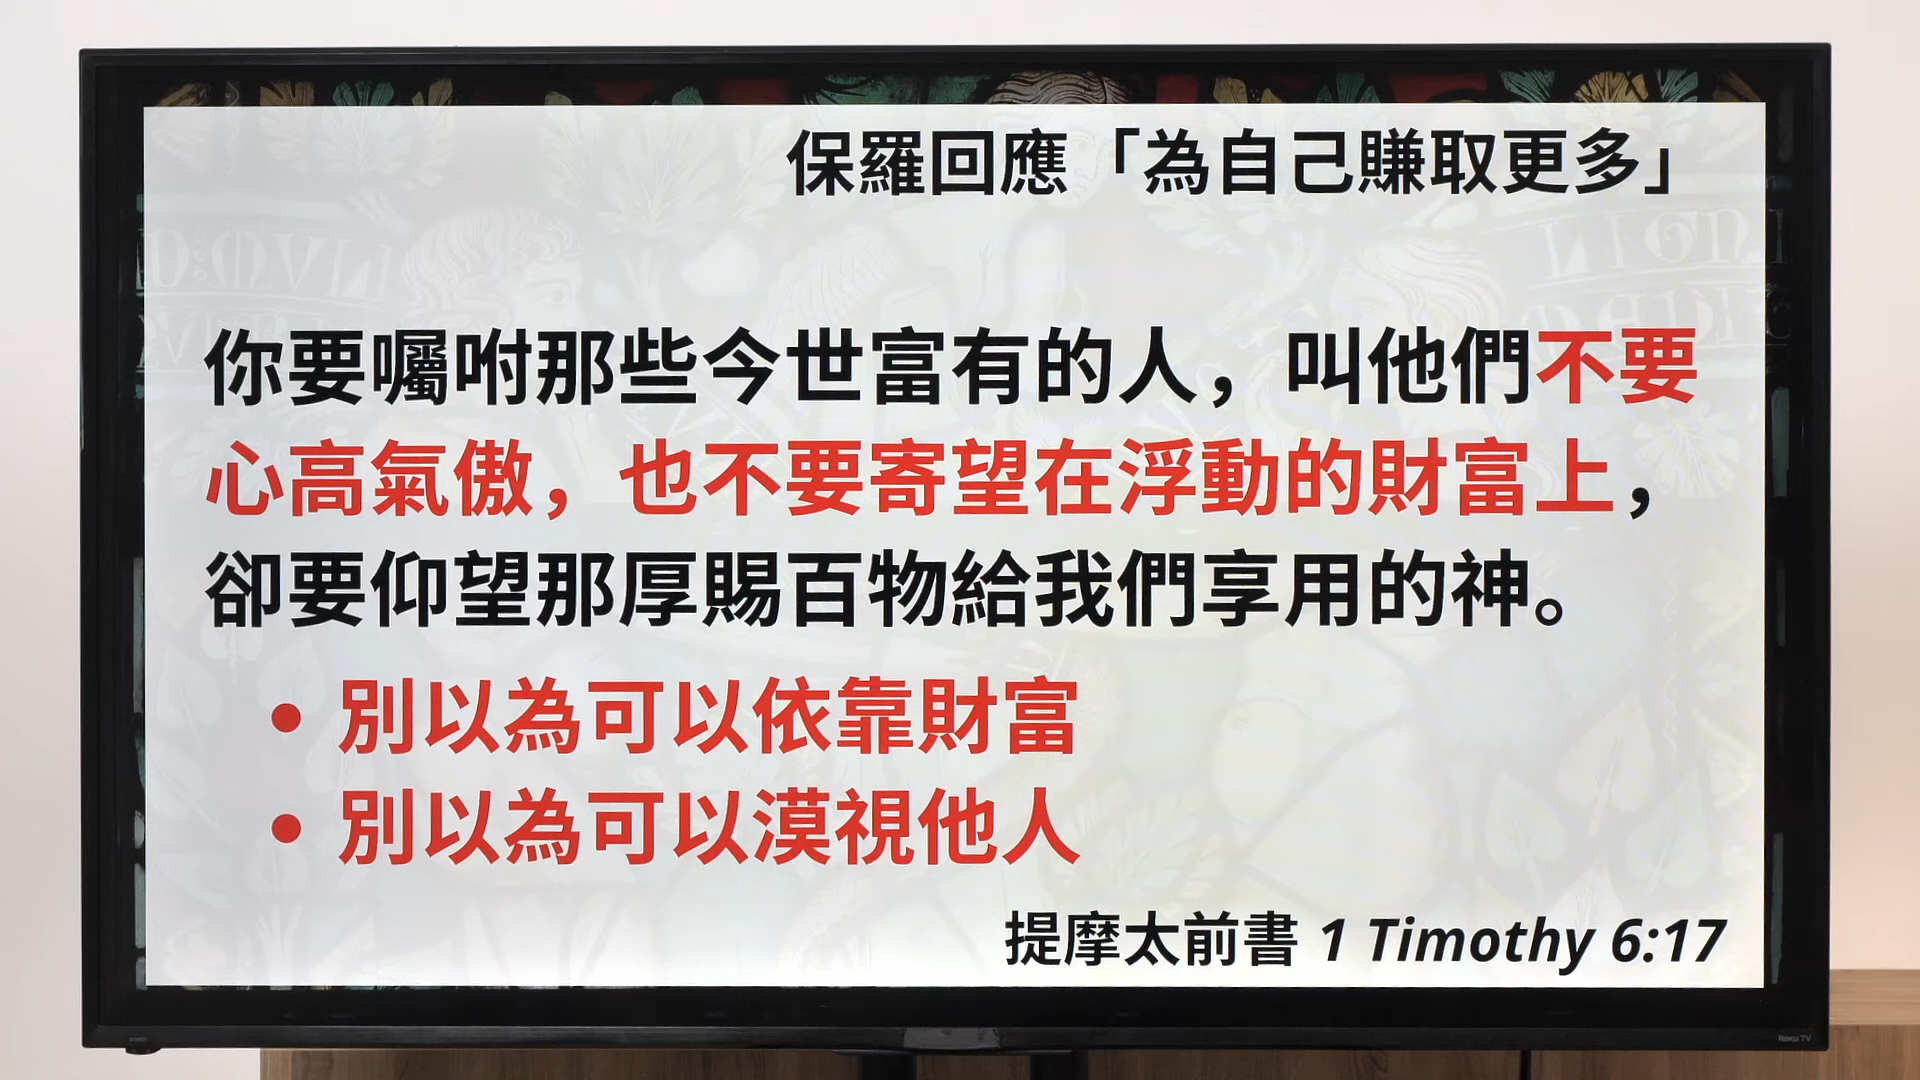 保羅回應「為自己賺取更多」
你要囑咐那些今世富有的人，叫他們不要
心高氣傲，也不要寄望在浮動的財富上，
卻要仰望那厚賜百物給我們享用的神。
• 別以為可以依靠財富
• 別以為可以漠視他人
提摩太前書 1 Timothy 6:17
Roku TV